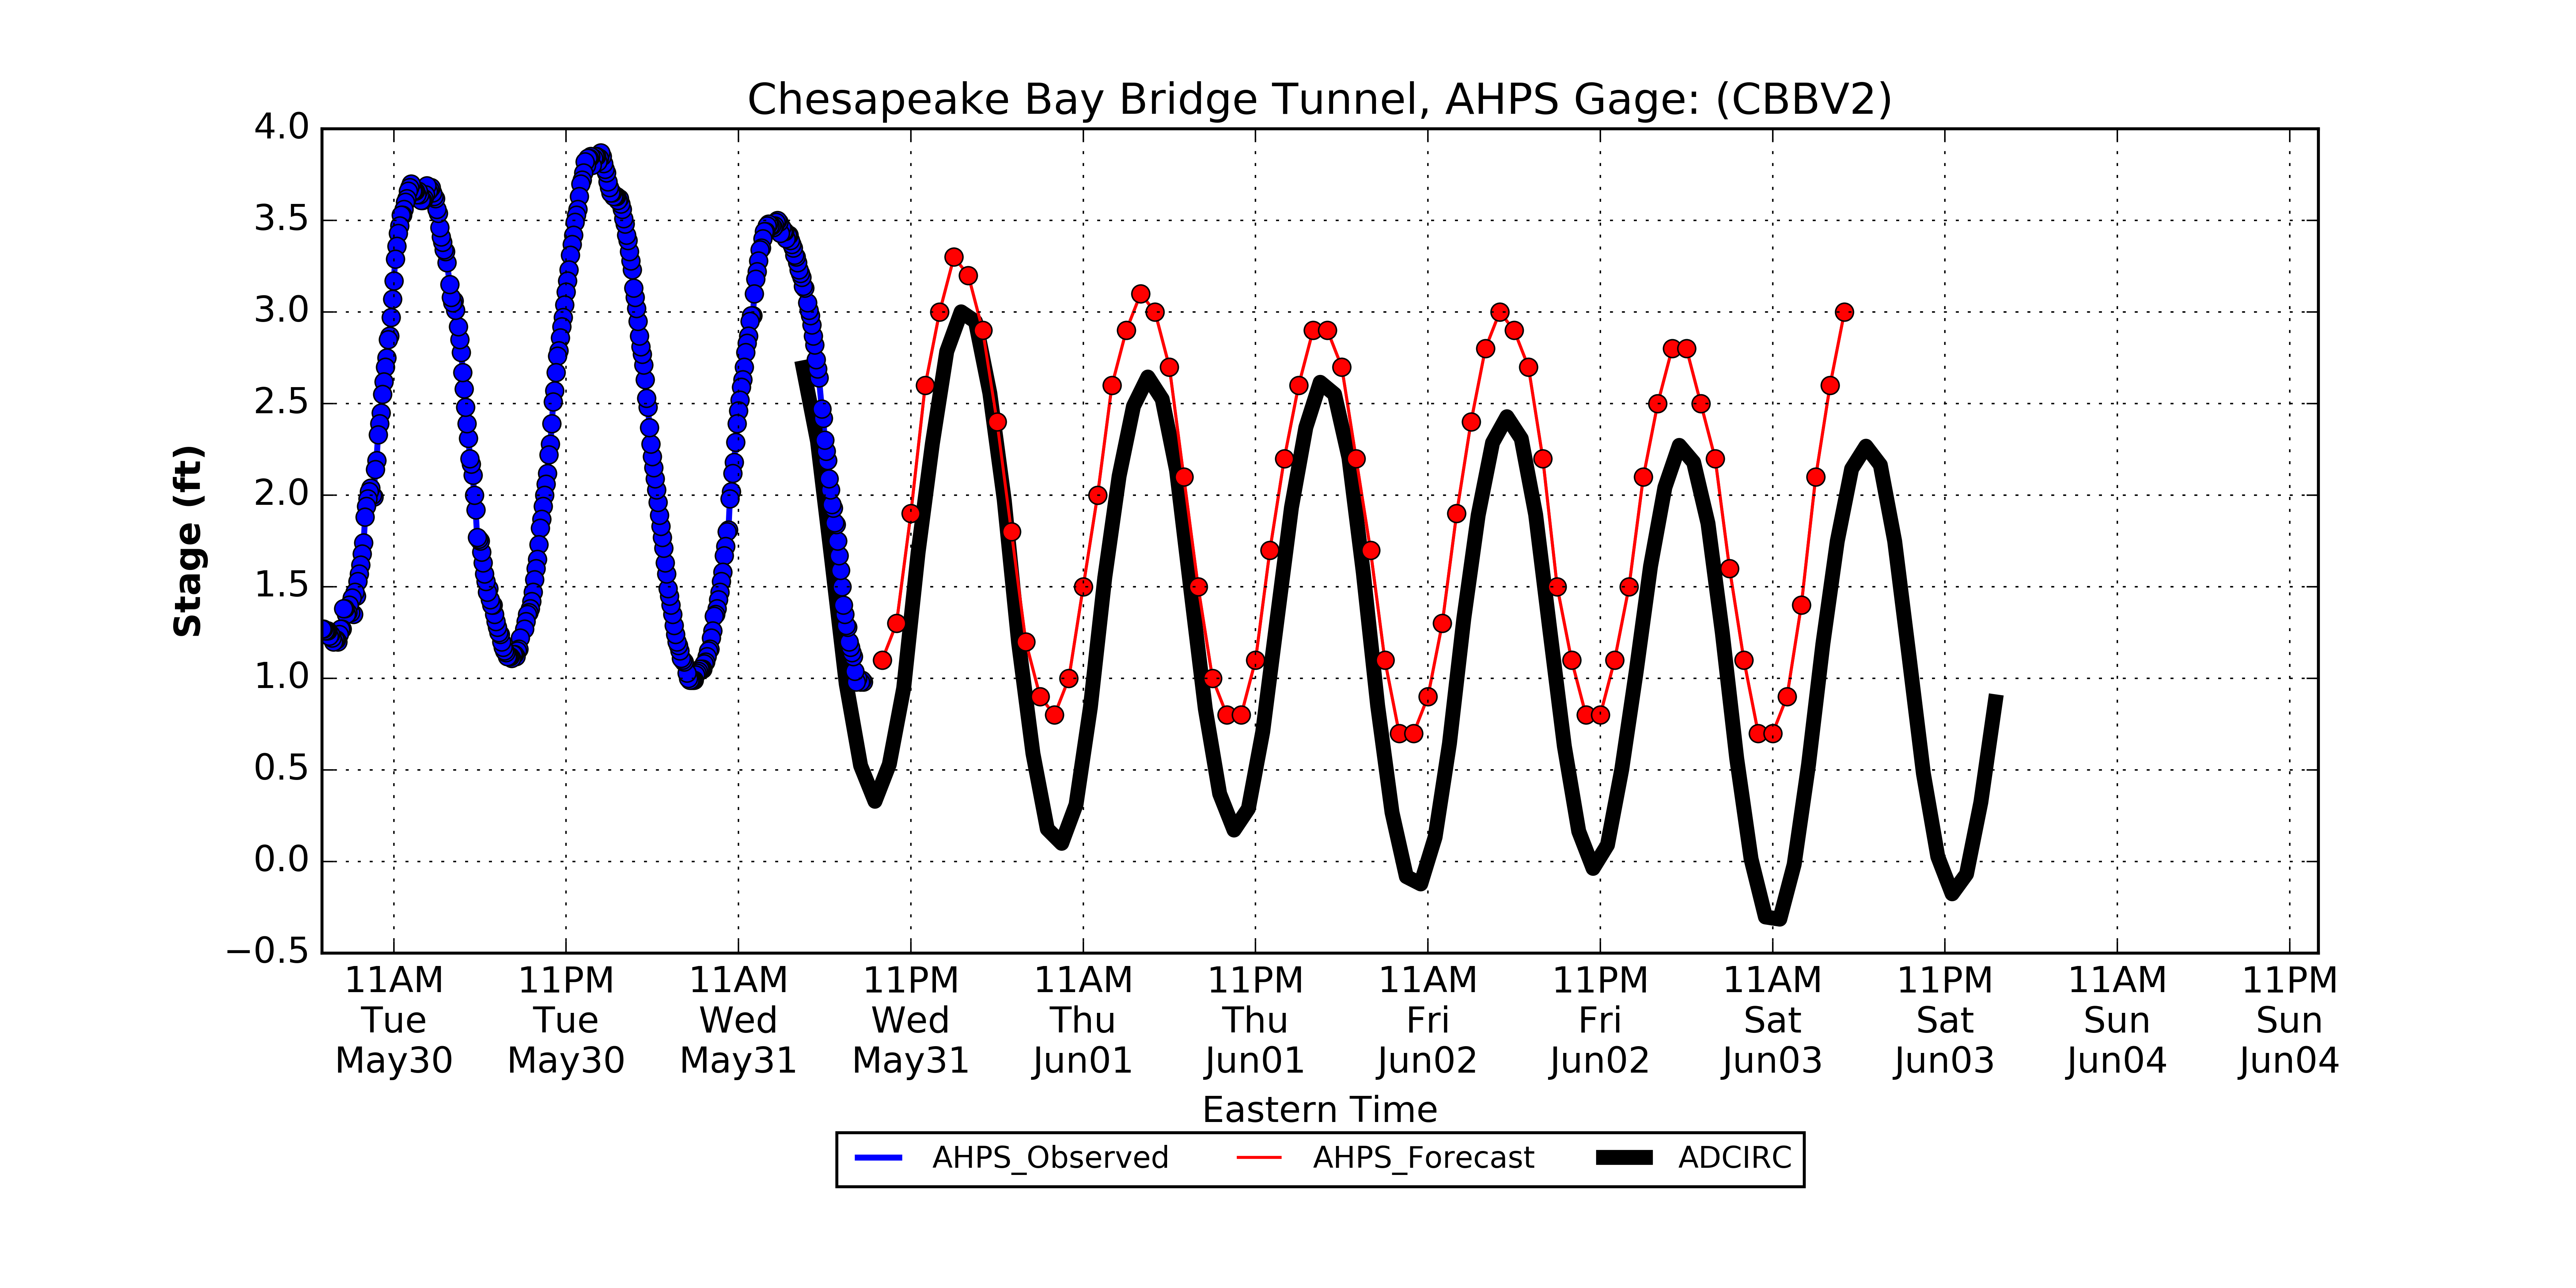 Chesapeake Bay Bridge Tunnel, AHPS Gage: (CBBV2)
4.0
3.5
3.0
2.5
2.0
1.5
1.0
0.5
0.0
−0.5
Stage (ft)
11AM 11PM 11AM 11PM 11AM 11PM 11AM 11PM 11AM 11PM 11AM 11PM
Tue Tue Wed Wed Thu Thu Fri Fri Sat Sat Sun Sun
May30 May30 May31 May31 Jun01 Jun01 Jun02 Jun02 Jun03 Jun03 Jun04 Jun04
Eastern Time
AHPS_Observed AHPS_Forecast ADCIRC